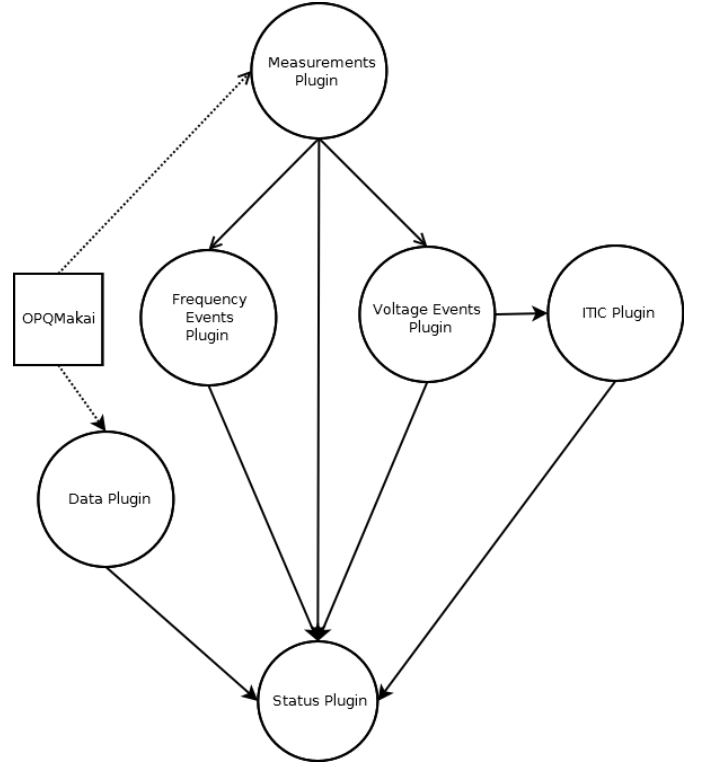 Measurements
Plugin
OPQMakai
Frequency
Events
Plugin
Voltage Events
Plugin
ITIC Plugin
Data Plugin
Status Plugin